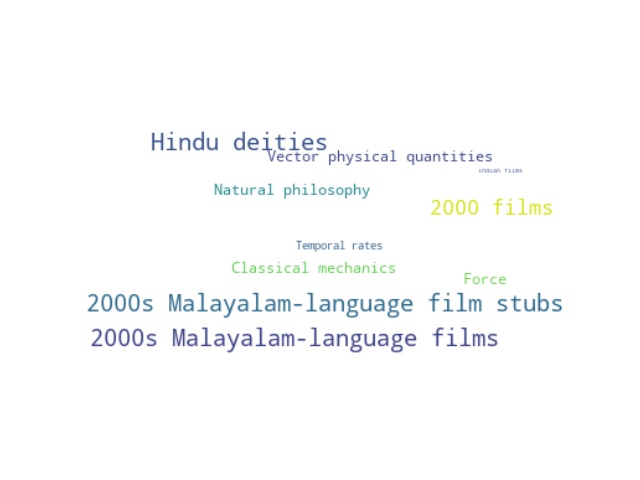 Hindu deities
Vector physical quantities
Indian films
Natural philosophy
2000 films
Temporal rates
Classical mechanics
Force
2000s Malayalam-language film stubs
2000s Malayalam-language films